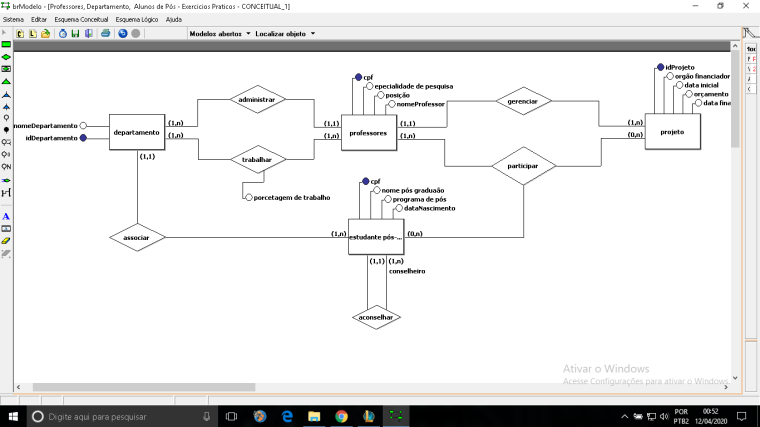 brModelo - [Professores, Departamento, Alunos de Pós - Exercicios Praticos - CONCEITUAL_1]
Sistema Editar Esquema Conceitual Esquema Lógico Ajuda
Modelos abertos Localizar objeto
cpf
epecialidade de pesquisa
posição
nomeProfessor
idProjeto
orgão financiador
data inicial
orçamento
data fina
administrar
gerenciar
nomeDepartamento
idDepartamento
departamento
(1,n)
(1,n)
(1,1)
(1,1)
(1,n)
professores
(1,1)
(1,n)
(1,n)
(0,n)
projeto
trabalhar
participar
porcetagem de trabalho
cpf
nome pós graduaão
programa de pós
dataNascimento
associar
(1,n)
estudante pós-...
(0,n)
(1,1)
(1,n)
conselheiro
aconselhar
Ativar o Windows
Acesse Configurações para ativar o Windows.
Digite aqui para pesquisar
POR
PTB2
00:52
12/04/2020